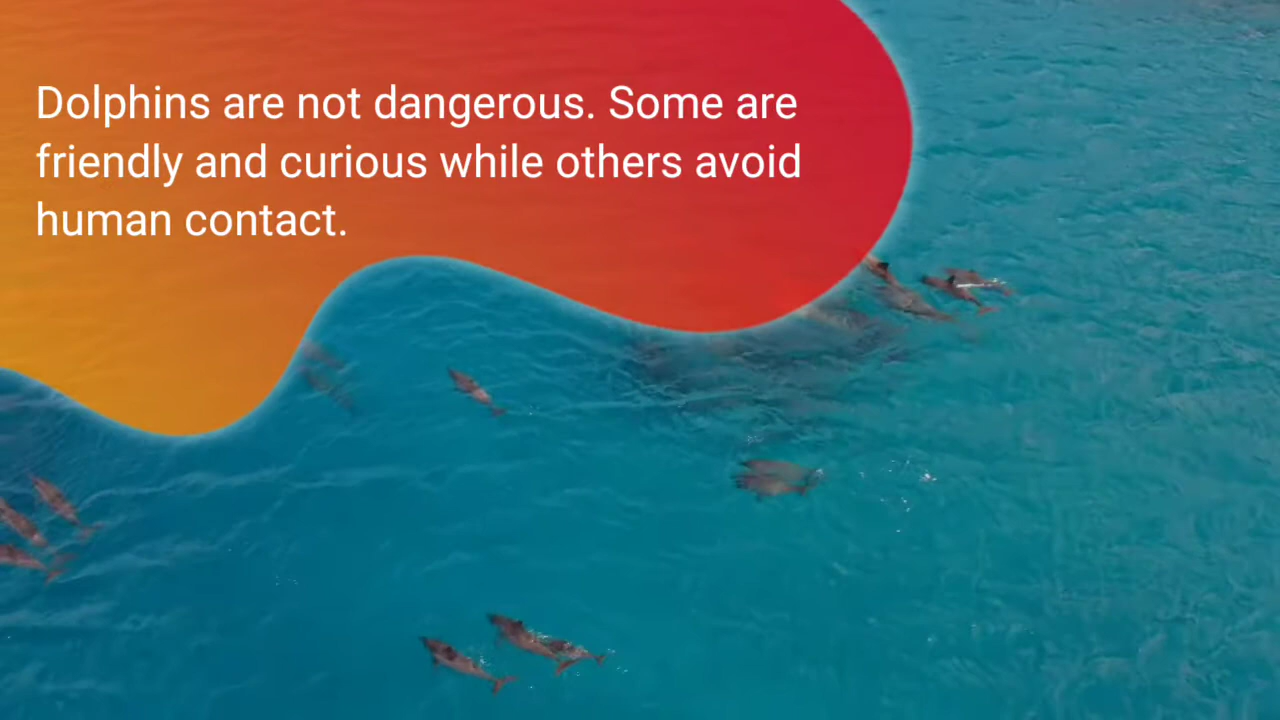 Dolphins are not dangerous. Some are
friendly and curious while others avoid
human contact.